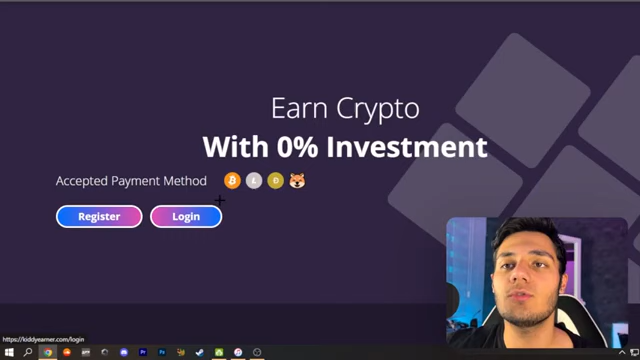 Earn Crypto
With 0% Investment
Accepted Payment Method
Register
Login
https://kiddyearner.com/login